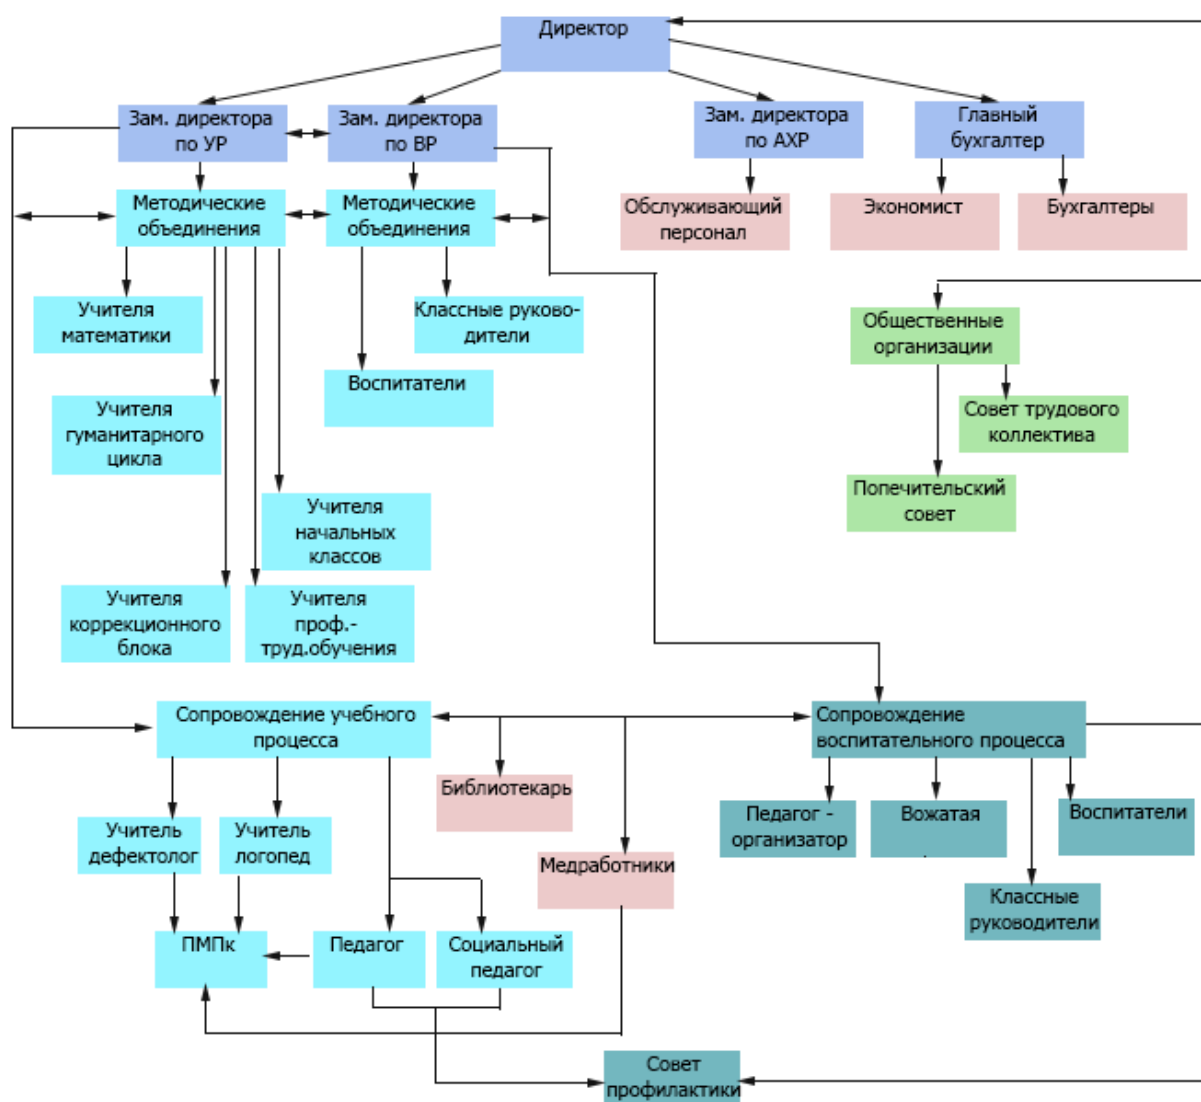 Директор
Зам. директора
по УР
Зам. директора
по ВР
Зам. директора
по АХР
Главный
бухгалтер
Методические
объединения
Методические
объединения
Обслуживающий
персонал
Экономист
Бухгалтеры
Учителя
математики
Классные руково-
дители
Общественные
организации
Воспитатели
Учителя
гуманитарного
цикла
Совет трудового
коллектива
Попечительский
совет
Учителя
начальных
классов
Учителя
коррекционного
блока
Учителя
проф.-
труд.обучения
Сопровождение учебного
процесса
Сопровождение
воспитательного процесса
Библиотекарь
Педагог -
организатор
Вожатая
Воспитатели
Учитель
дефектолог
Учитель
логопед
Медработники
Классные
руководители
ПМПк
Педагог
Социальный
педагог
Совет
профилактики